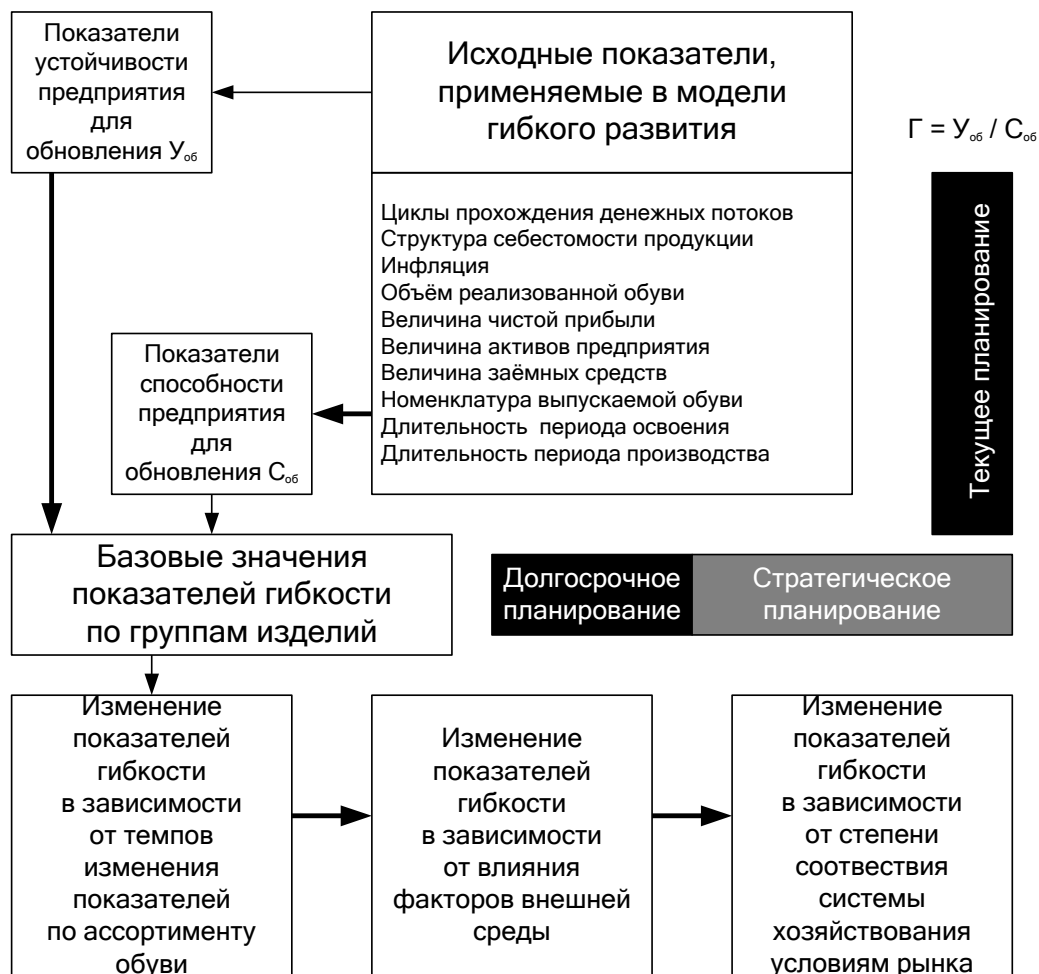 Показатели
устойчивости
предприятия
для
обновления Уоб
Исходные показатели,
применяемые в модели
гибкого развития
Г = Уоб / Соб
Циклы прохождения денежных потоков
Структура себестомости продукции
Инфляция
Объём реализованной обуви
Величина чистой прибыли
Величина активов предприятия
Величина заёмных средств
Номенклатура выпускаемой обуви
Длительность периода освоения
Длительность периода производства
Текущее планирование
Показатели
способности
предприятия
для
обновления Соб
Базовые значения
показателей гибкости
по группам изделий
Долгосрочное
планирование
Стратегическое
планирование
Изменение
показателей
гибкости
в зависимости
от темпов
изменения
показателей
по ассортименту
обуви
Изменение
показателей
гибкости
в зависимости
от влияния
факторов внешней
среды
Изменение
показателей
гибкости
в зависимости
от степени
соотвествия
системы
хозяйствования
условиям рынка